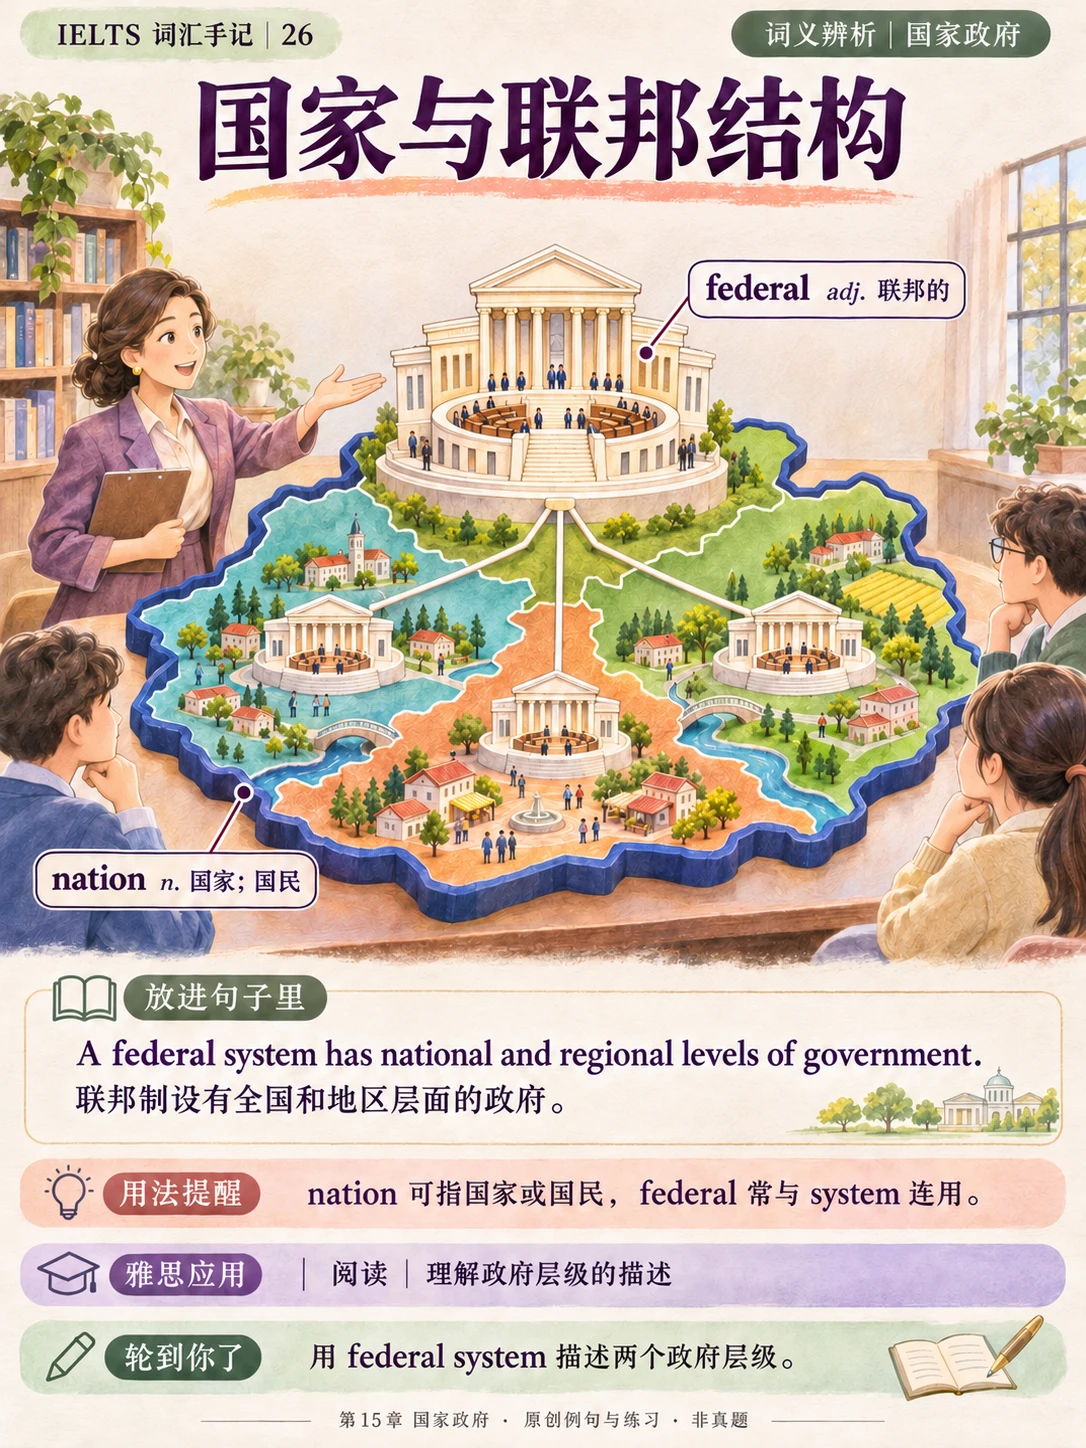 IELTS 词汇手记 | 26
词义辨析 | 国家政府
国家与联邦结构
federal adj. 联邦的
nation n. 国家；国民
放进句子里
A federal system has national and regional levels of government.
联邦制设有全国和地区层面的政府。
用法提醒
nation 可指国家或国民，federal 常与 system 连用。
雅思应用
| 阅读 | 理解政府层级的描述
轮到你了
用 federal system 描述两个政府层级。
第15章 国家政府 · 原创例句与练习 · 非真题